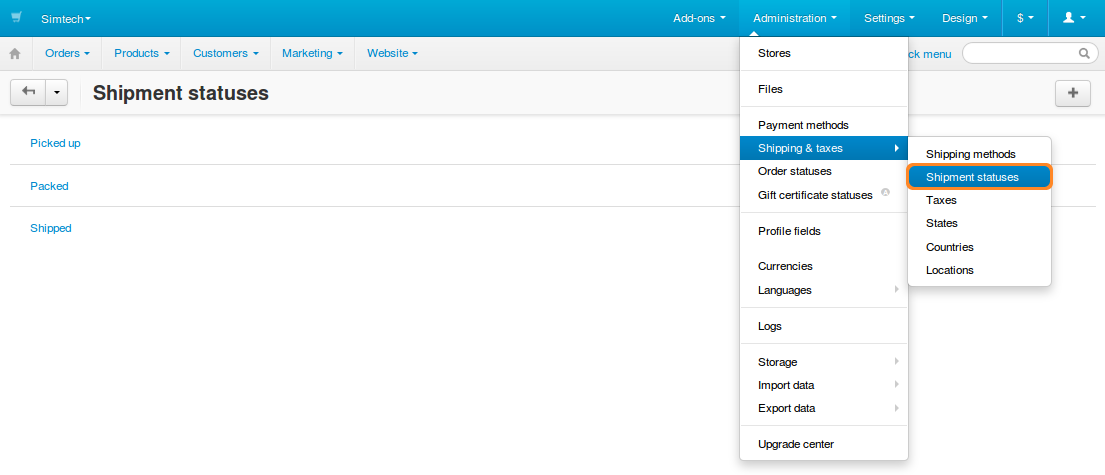 Simtech
Add-ons
Administration
Settings
Design
$
Orders
Products
Customers
Marketing
Website
ck menu
Shipment statuses
Picked up
Packed
Shipped
Stores
Files
Payment methods
Shipping & taxes
Order statuses
Gift certificate statuses A
Profile fields
Currencies
Languages
Logs
Storage
Import data
Export data
Upgrade center
Shipping methods
Shipment statuses
Taxes
States
Countries
Locations